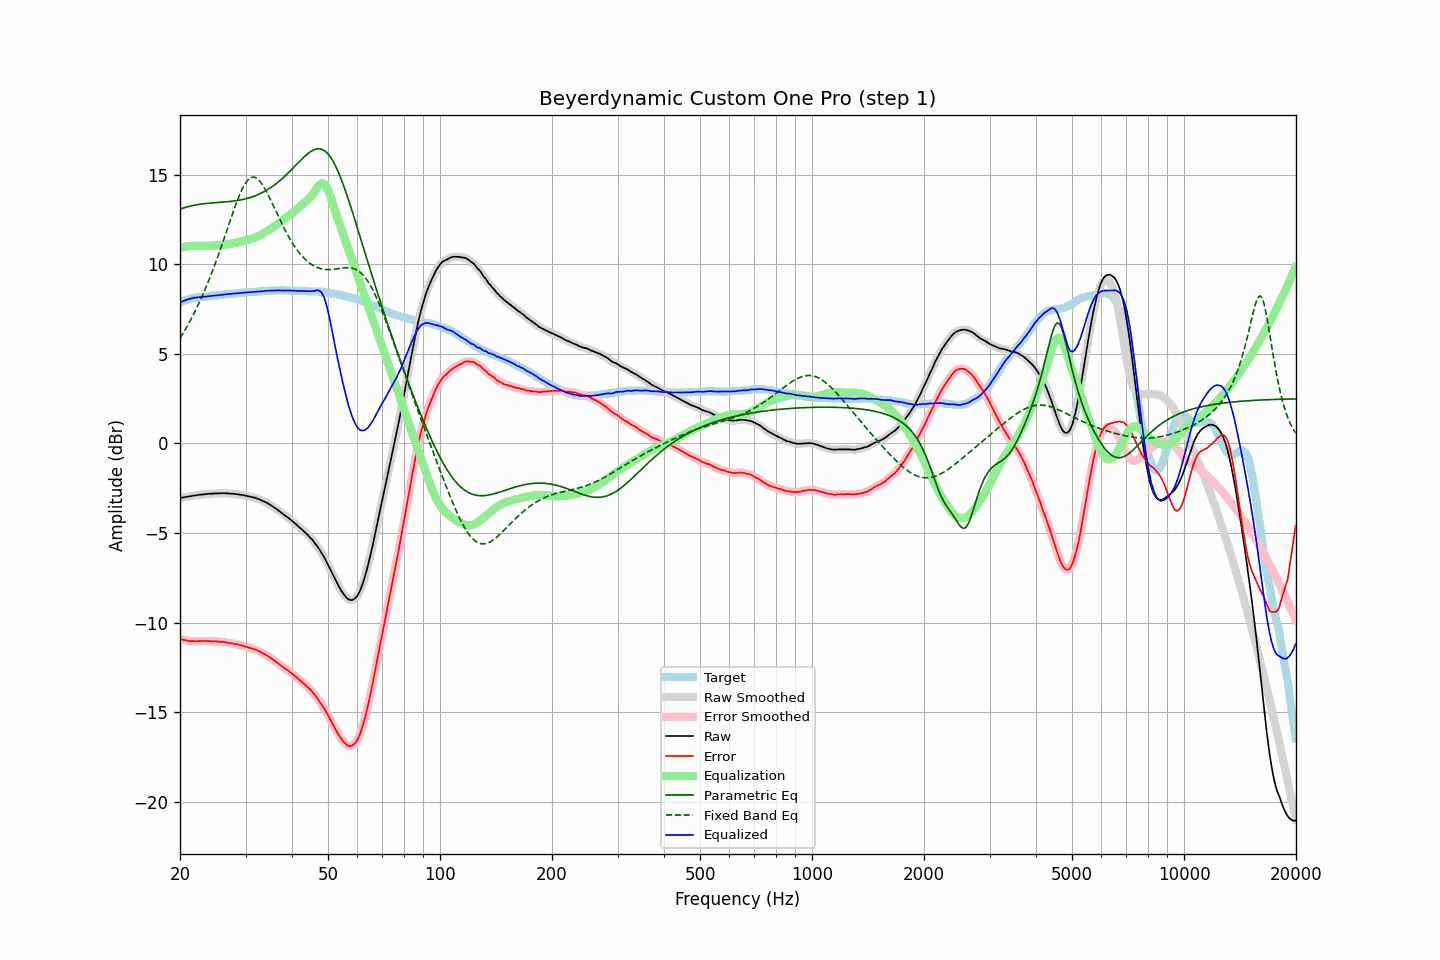 Beyerdynamic Custom One Pro (step 1)
Amplitude (dBr)
15
10
5
0
−5
−10
−15
−20
Target
Raw Smoothed
Error Smoothed
Raw
Error
Equalization
Parametric Eq
Fixed Band Eq
Equalized
20 50 100 200 500 1000 2000 5000 10000 20000
Frequency (Hz)